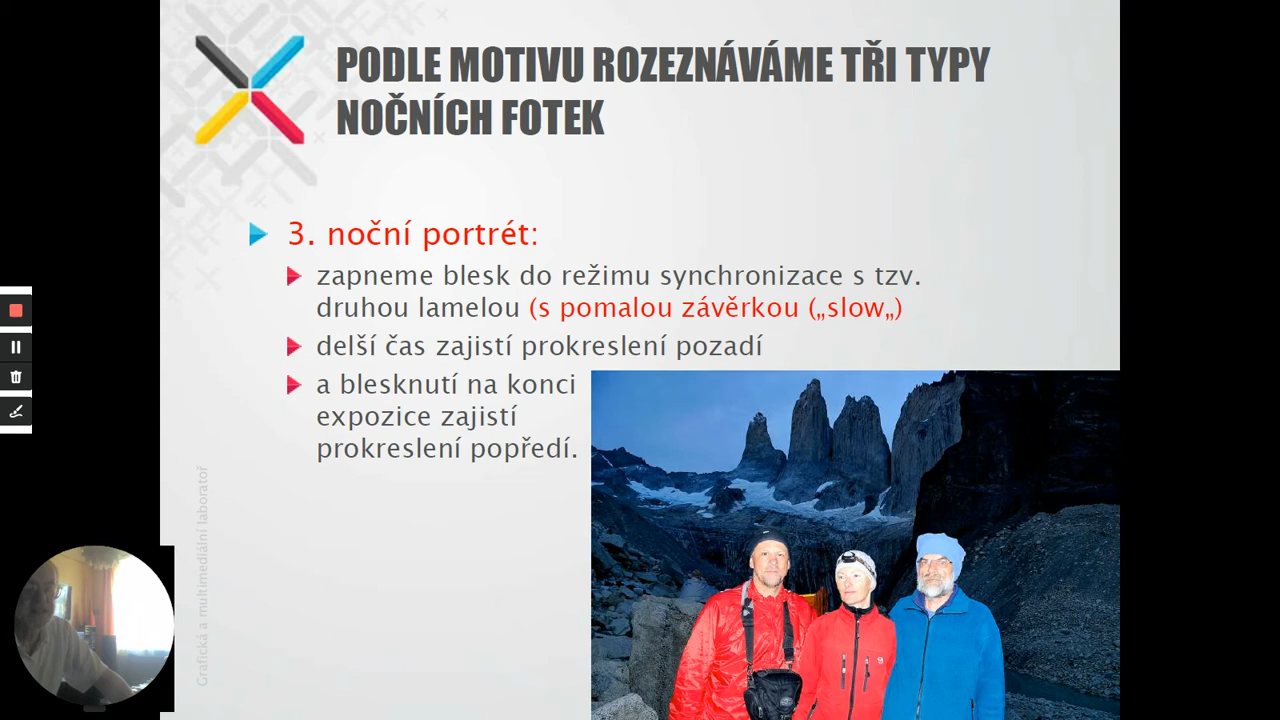 PODLE MOTIVU ROZEZNÁVÁME TŘI TYPY
NOČNÍCH FOTEK
3. noční portrét:
zapneme blesk do režimu synchronizace s tzv.
druhou lamelou (s pomalou závěrkou („slow„)
delší čas zajistí prokreslení pozadí
a blesknutí na konci
expozice zajistí
prokreslení popředí.
Grafická a multimediální laboratoř